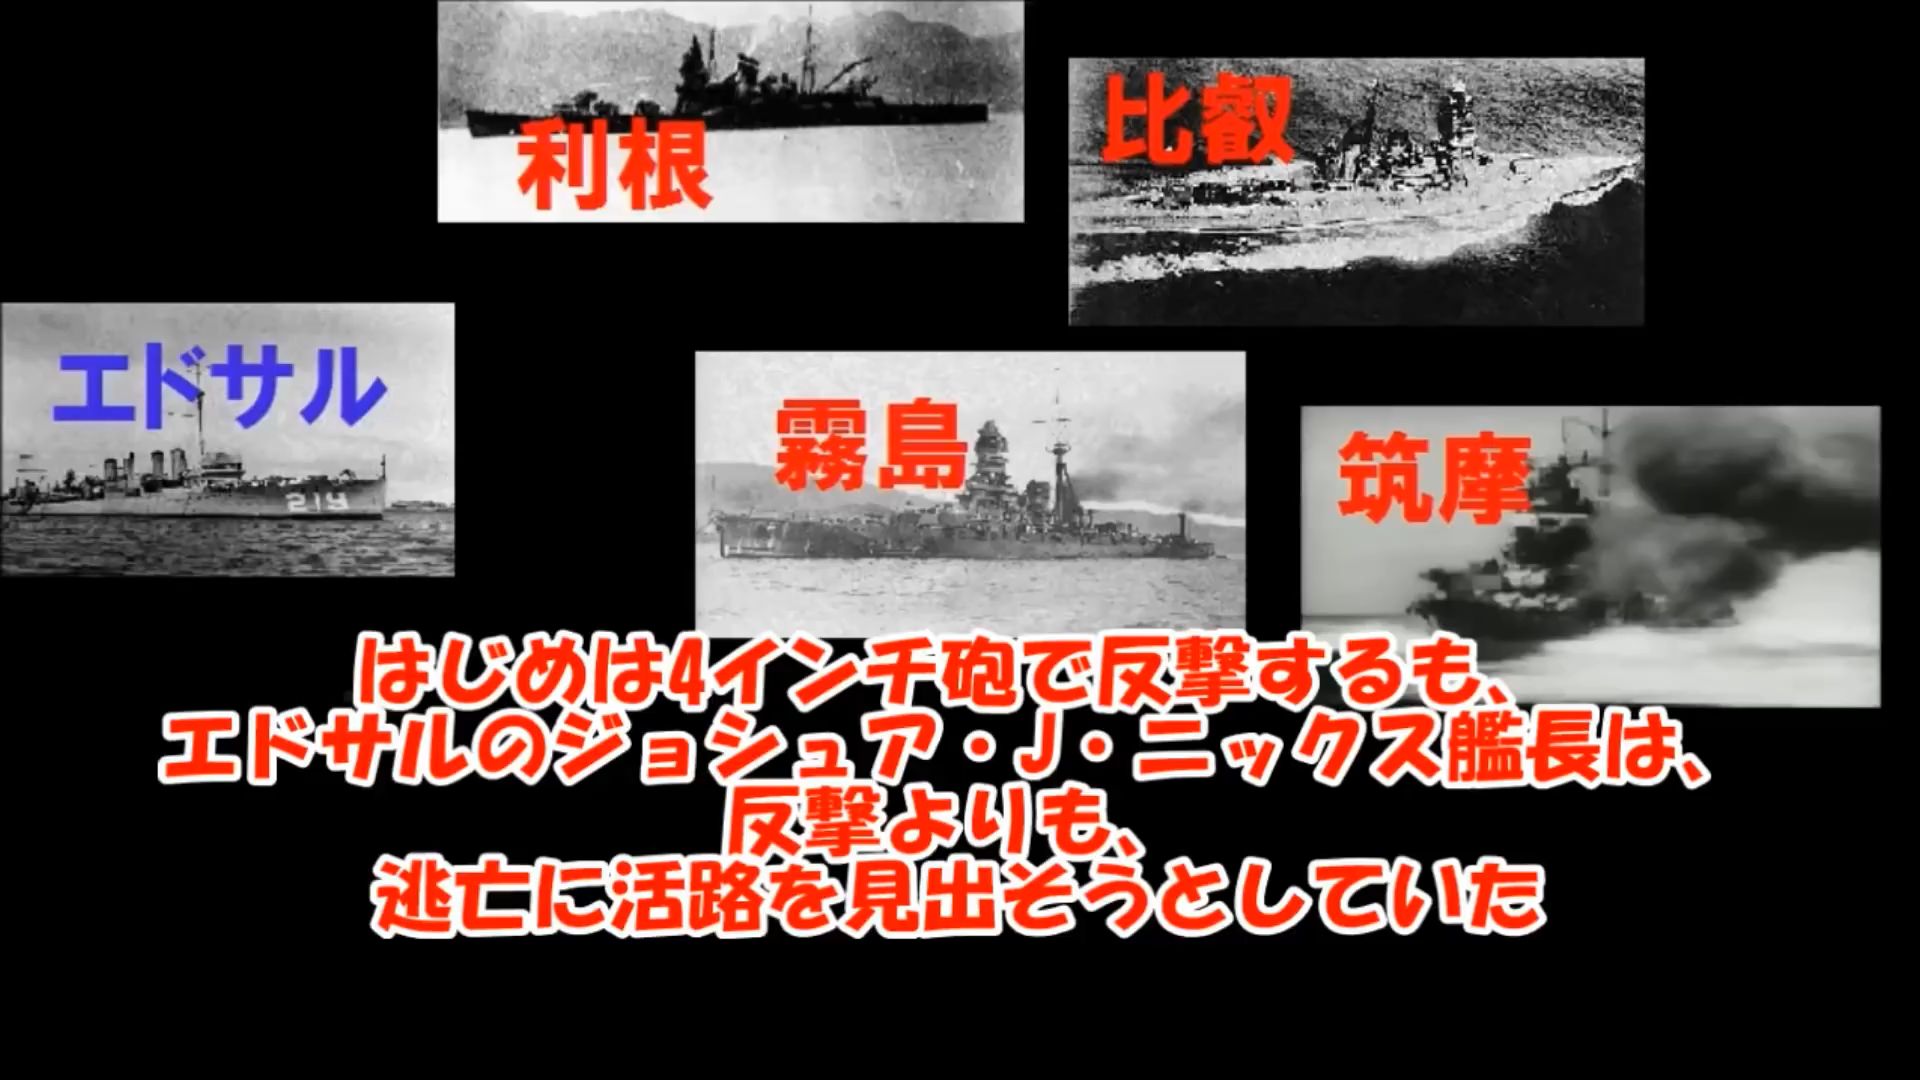 利根
比叡
エドサル
霧島
筑摩
219
はじめは4インチ砲で反撃するも、
エドサルのジョシュア・J・ニックス艦長は、
反撃よりも、
逃亡に活路を見出そうとしていた